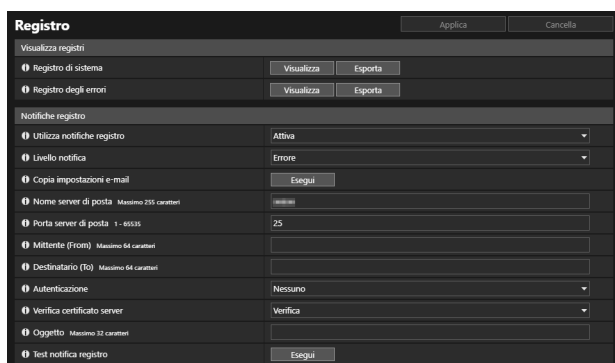 Registro Applica Cancella
Visualizza registri
Registro di sistema Visualizza Esporta
Registro degli errori Visualizza Esporta
Notifiche registro
Utilizza notifiche registro Attiva
Livello notifica Errore
Copia impostazioni e-mail Esegui
Nome server di posta Massimo 255 caratteri
Porta server di posta 1 - 65535 25
Mittente (From) Massimo 64 caratteri
Destinatario (To) Massimo 64 caratteri
Autenticazione Nessuno
Verifica certificato server Verifica
Oggetto Massimo 32 caratteri
Test notifica registro Esegui